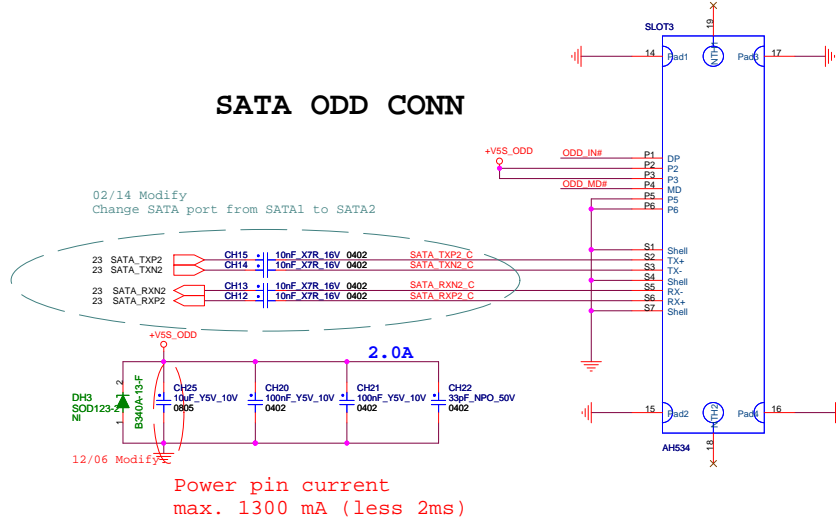 19
SLOT3
14 Pad1 NTH1 Pad3 17
SATA ODD CONN
+V5S_ODD
ODD_IN# P1 DP
P2 P2
P3 P3
ODD_MD# P4 MD
P5 P5
P6 P6
02/14 Modify
Change SATA port from SATA1 to SATA2
S1 Shell
23 SATA_TXP2 CH15 10nF_X7R_16V 0402 SATA_TXP2_C S2 TX+
23 SATA_TXN2 CH14 10nF_X7R_16V 0402 SATA_TXN2_C S3 TX-
S4 Shell
23 SATA_RXN2 CH13 10nF_X7R_16V 0402 SATA_RXN2_C S5 RX-
23 SATA_RXP2 CH12 10nF_X7R_16V 0402 SATA_RXP2_C S6 RX+
S7 Shell
+V5S_ODD
2.0A
DH3
SOD123-2
NI
2
1
B340A-13-F
CH25
10uF_Y5V_10V
0805
CH20
100nF_Y5V_10V
0402
CH21
100nF_Y5V_10V
0402
CH22
33pF_NPO_50V
0402
15 Pad2 NTH2 Pad4 16
18
AH534
12/06 Modify
Power pin current
max. 1300 mA (less 2ms)